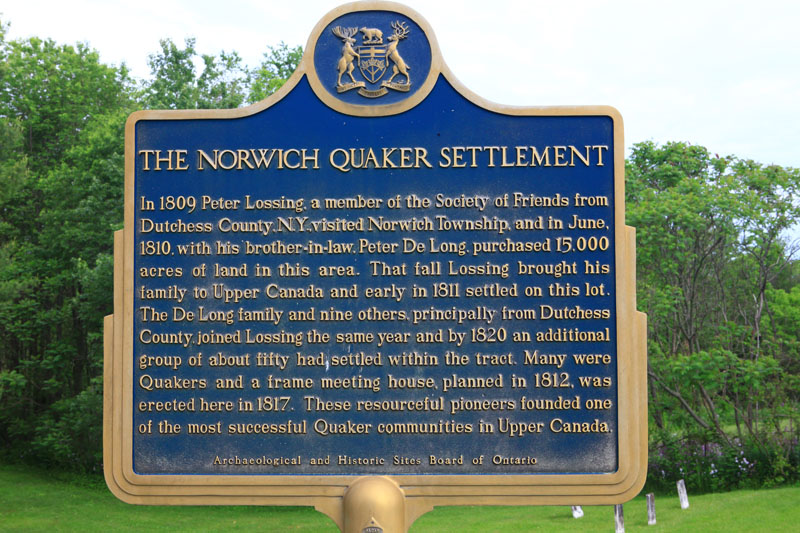 THE NORWICH QUAKER SETTLEMENT
In 1809 Peter Lossing, a member of the Society of Friends from
Dutchess County, N.Y., visited Norwich Township, and in June,
1810, with his brother-in-law, Peter De Long, purchased 15,000
acres of land in this area. That fall Lossing brought his
family to Upper Canada and early in 1811 settled on this lot.
The De Long family and nine others, principally from Dutchess
County, joined Lossing the same year and by 1820 an additional
group of about fifty had settled within the tract. Many were
Quakers and a frame meeting house, planned in 1812, was
erected here in 1817. These resourceful pioneers founded one
of the most successful Quaker communities in Upper Canada.
Archaeological and Historic Sites Board of Ontario